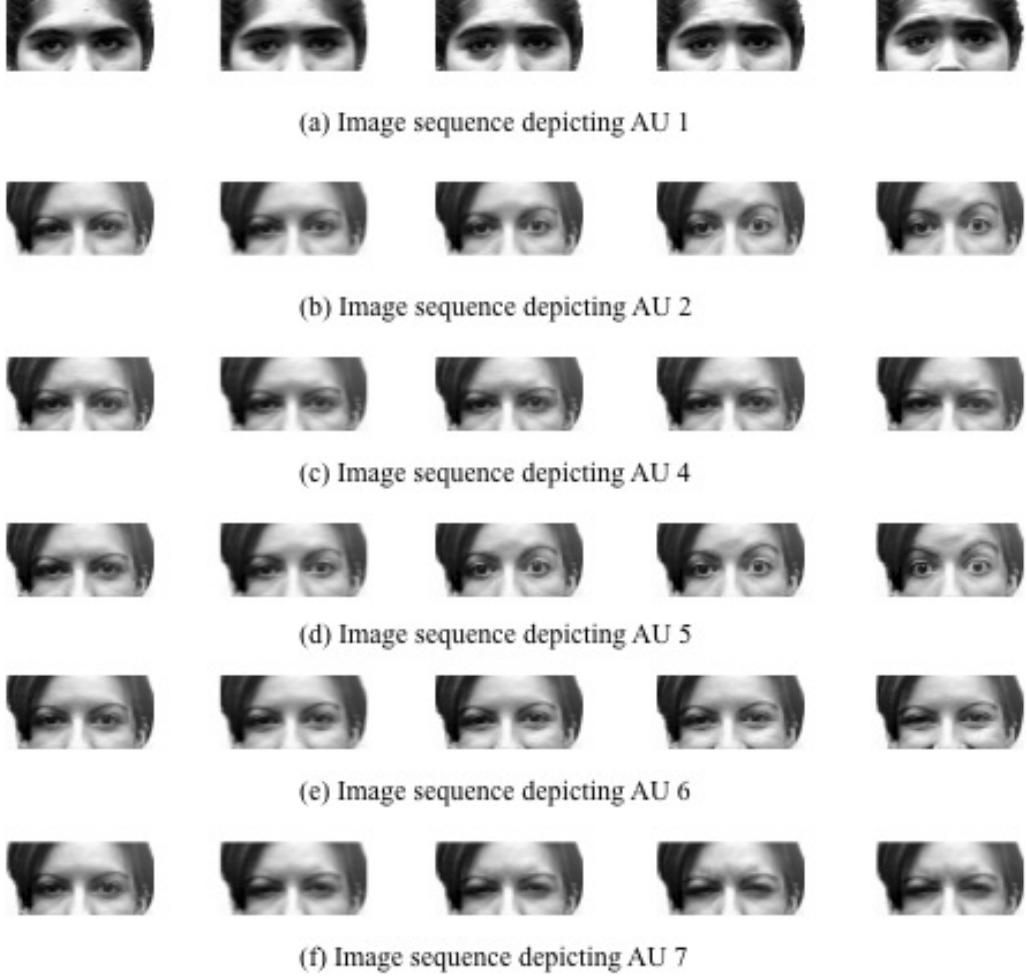 (a) Image sequence depicting AU 1
(b) Image sequence depicting AU 2
(c) Image sequence depicting AU 4
(d) Image sequence depicting AU 5
(e) Image sequence depicting AU 6
(f) Image sequence depicting AU 7